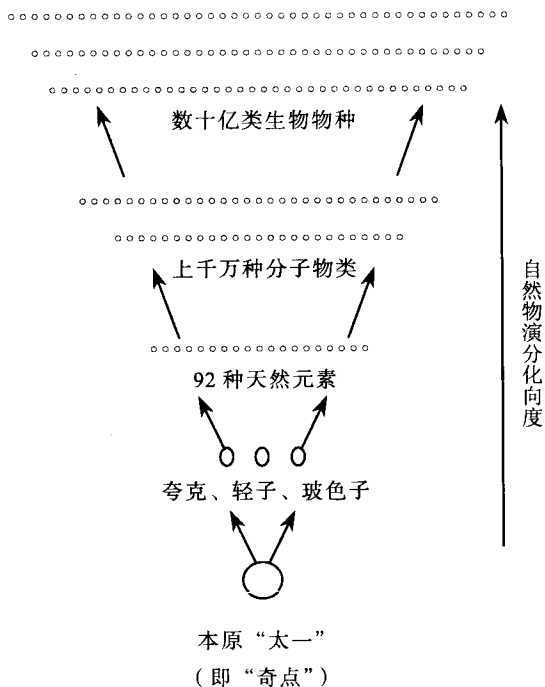 数十亿类生物物种
上千万种分子物类
92 种天然元素
夸克、轻子、玻色子
本原“太一”
（即“奇点”）
自然物演分化向度